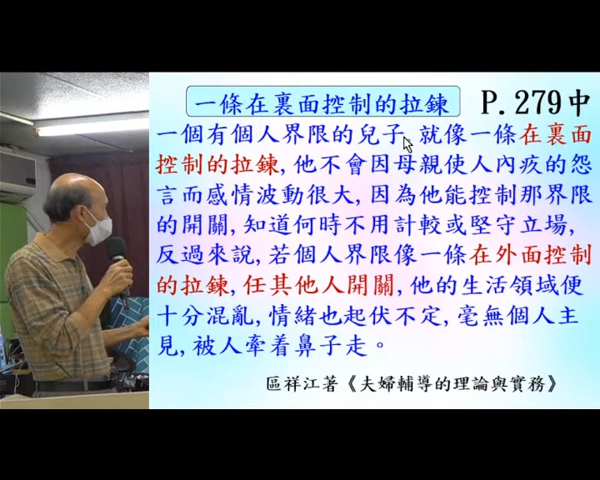 一條在裏面控制的拉鍊
P.279中
一個有個人界限的兒子,就像一條在裏面
控制的拉鍊,他不會因母親使人內疚的怨
言而感情波動很大,因為他能控制那界限
的開關,知道何時不用計較或堅守立場,
反過來說,若個人界限像一條在外面控制
的拉鍊,任其他人開關,他的生活領域便
十分混亂,情緒也起伏不定,毫無個人主
見,被人牽着鼻子走。
區祥江著《夫婦輔導的理論與實務》